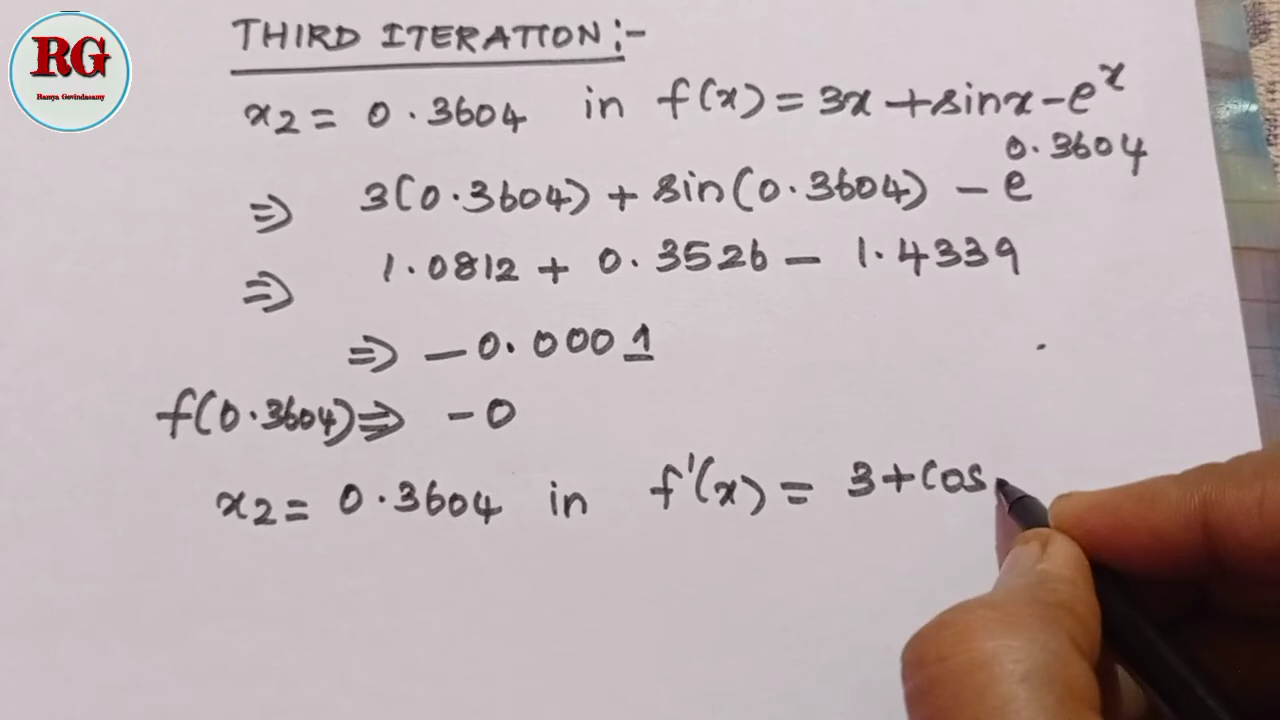 RG
Ramya Govindasamy
THIRD ITERATION:-
x₂ = 0.3604 in f(x) = 3x + sinx - eˣ
⇒ 3(0.3604) + sin(0.3604) - e^0.3604
⇒ 1.0812 + 0.3526 - 1.4339
⇒ -0.0001
f(0.3604) ⇒ -0
x₂ = 0.3604 in f'(x) = 3 + cos